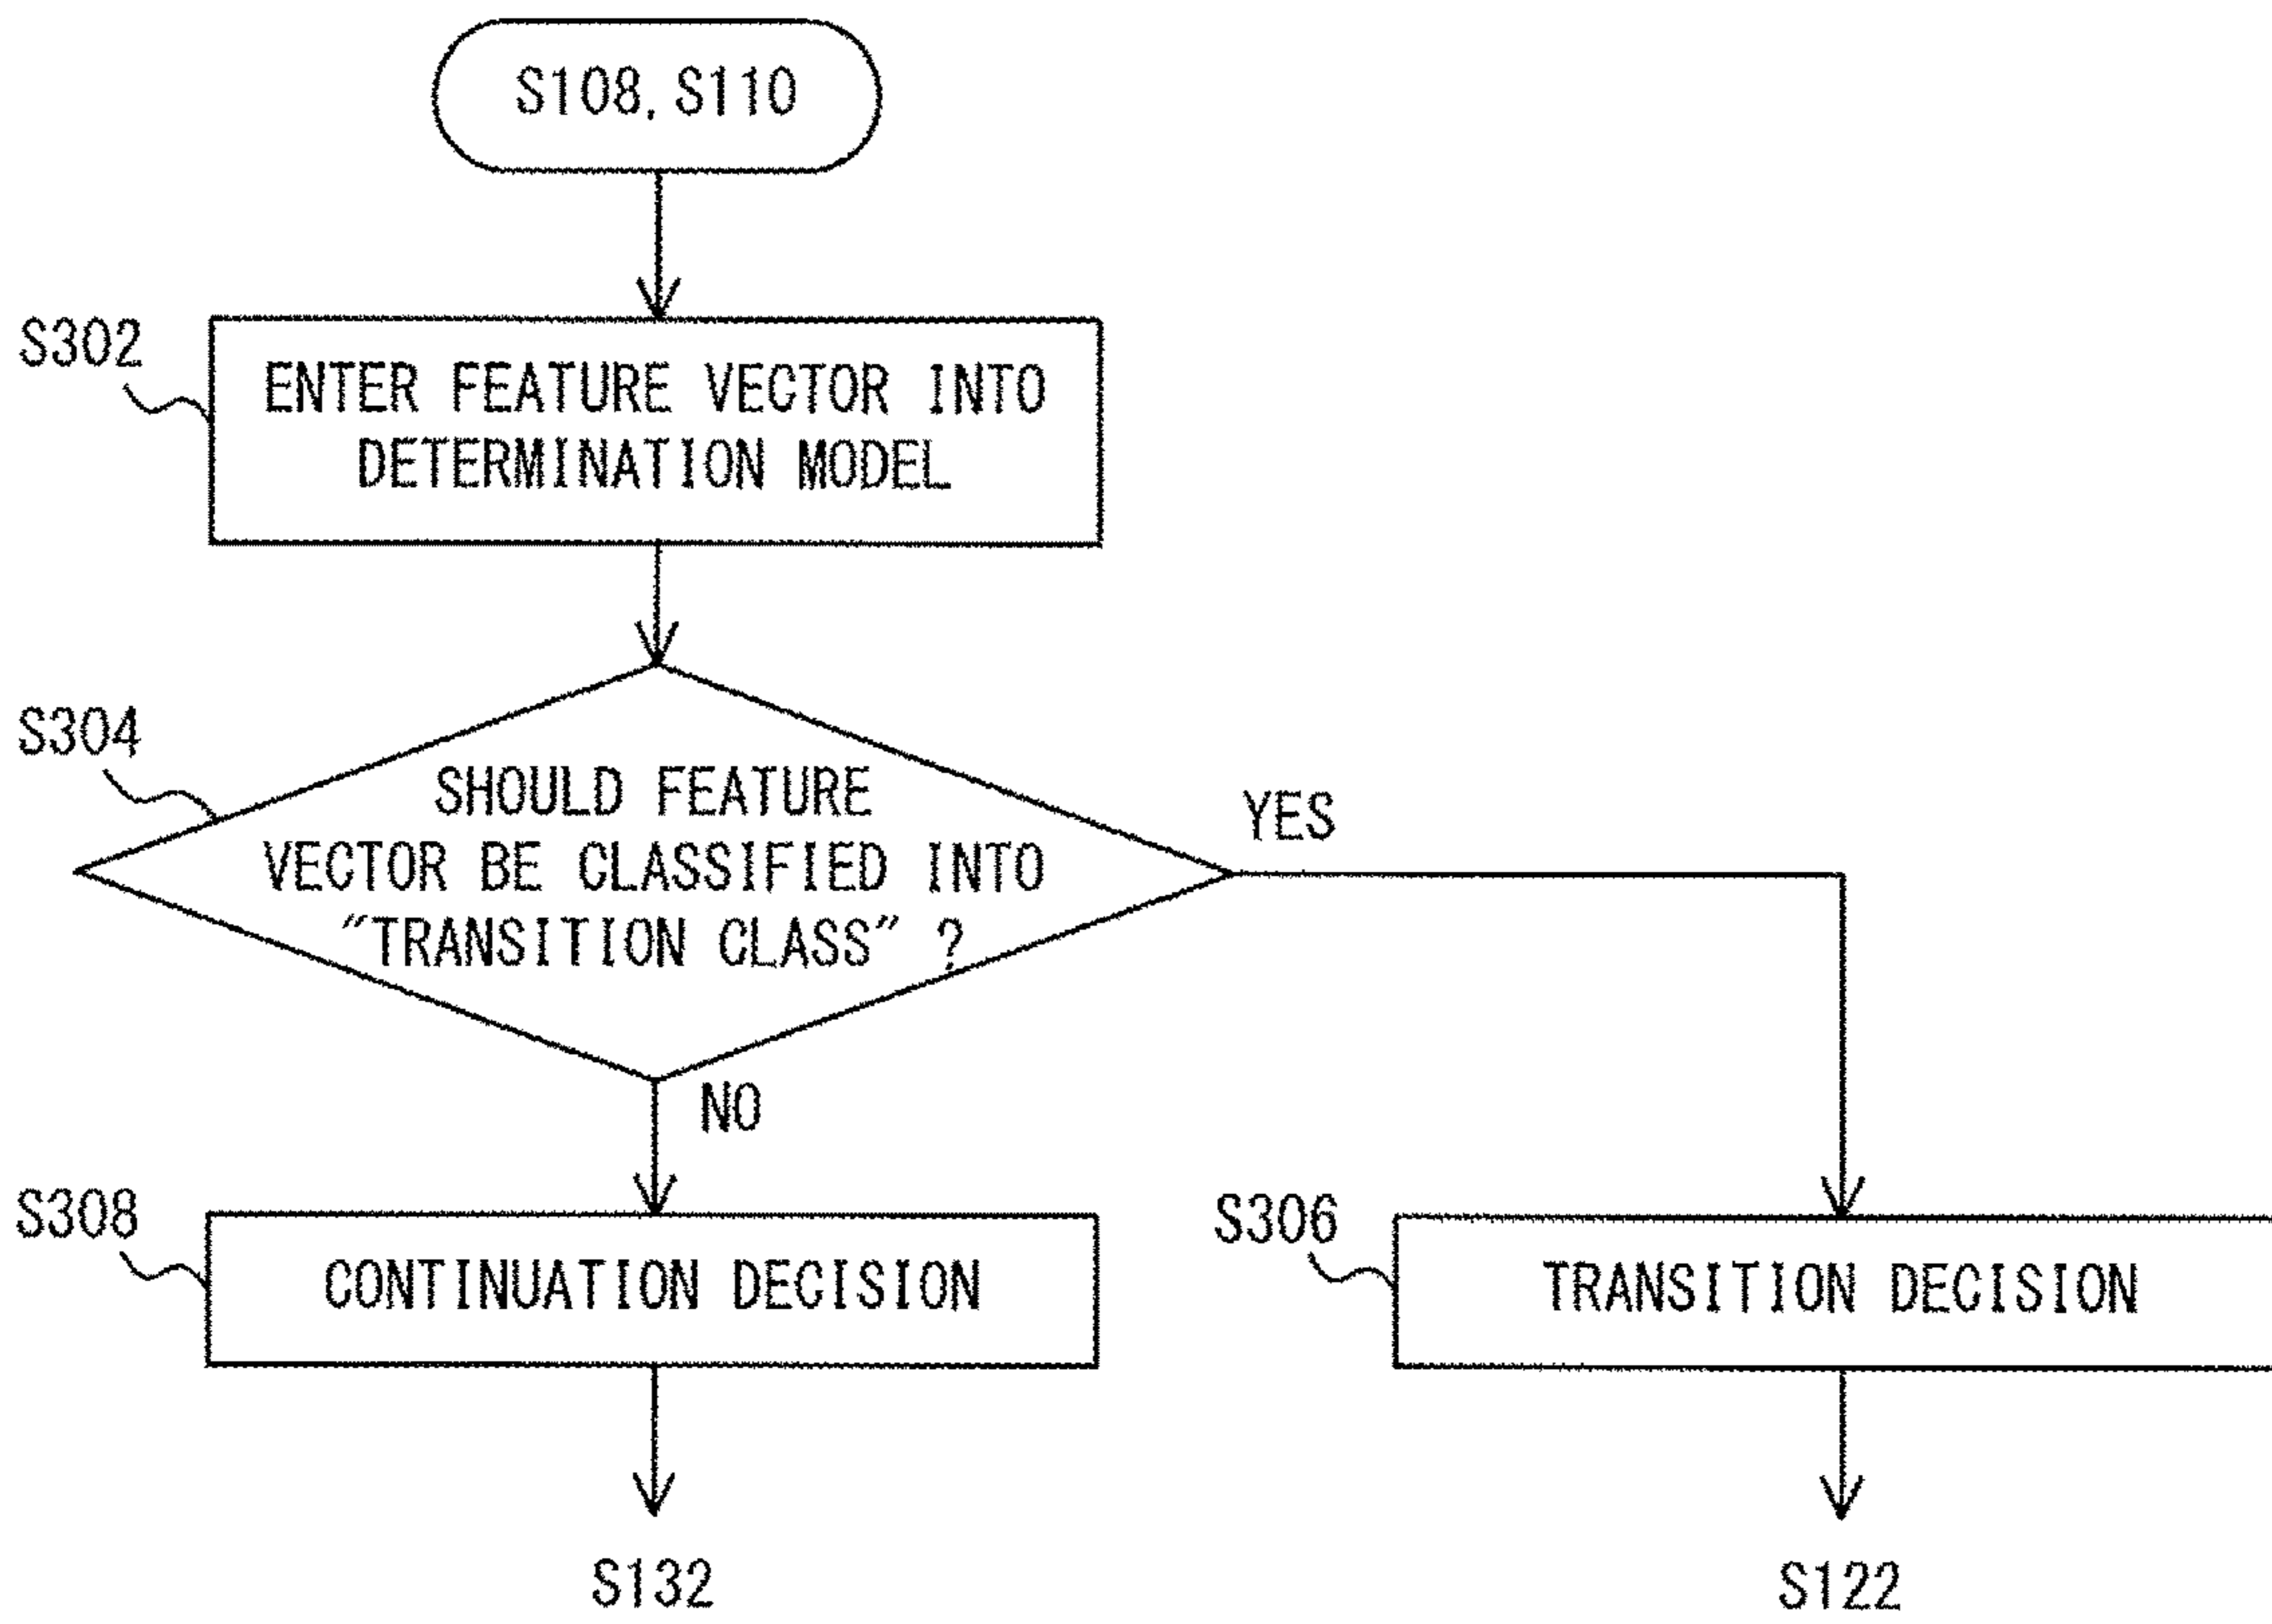 S108, S110
S302
ENTER FEATURE VECTOR INTO
DETERMINATION MODEL
S304
SHOULD FEATURE
VECTOR BE CLASSIFIED INTO
"TRANSITION CLASS" ?
YES
NO
S308
CONTINUATION DECISION
S306
TRANSITION DECISION
S132
S122